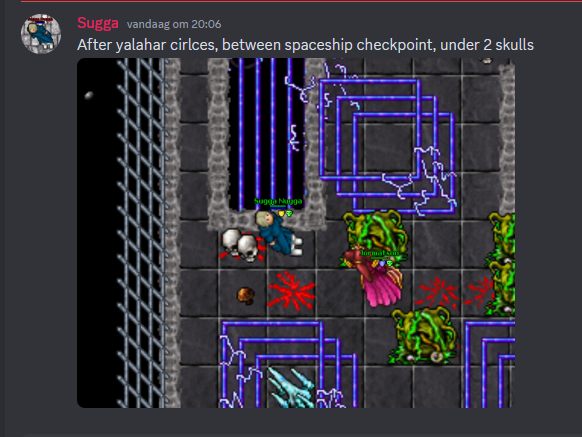 Sugga vandaag om 20:06
After yalahar cirlces, between spaceship checkpoint, under 2 skulls
Sugga Nugga